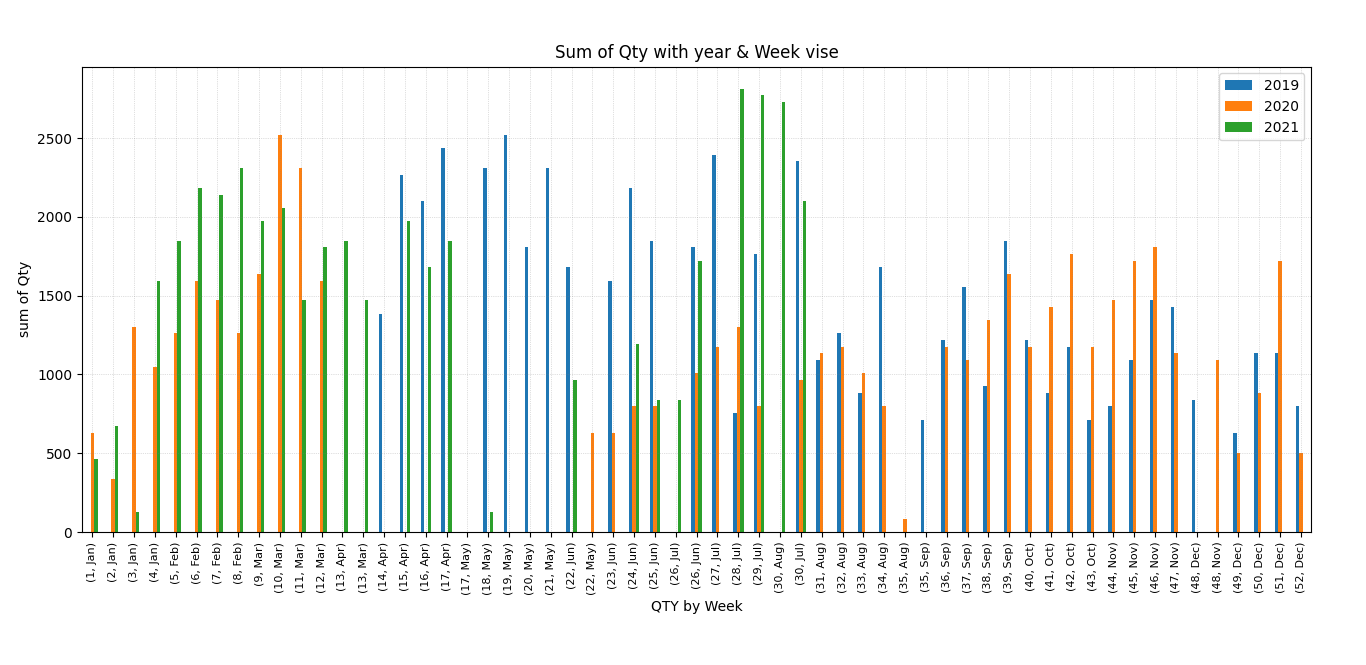 Sum of Qty with year & Week vise
2019
2020
2021
sum of Qty
2500
2000
1500
1000
500
0
(1, Jan)
(2, Jan)
(3, Jan)
(4, Jan)
(5, Feb)
(6, Feb)
(7, Feb)
(8, Feb)
(9, Mar)
(10, Mar)
(11, Mar)
(12, Mar)
(13, Apr)
(13, Mar)
(14, Apr)
(15, Apr)
(16, Apr)
(17, Apr)
(17, May)
(18, May)
(19, May)
(20, May)
(21, May)
(22, Jun)
(22, May)
(23, Jun)
(24, Jun)
(25, Jun)
(26, Jul)
(26, Jun)
(27, Jul)
(28, Jul)
(29, Jul)
(30, Aug)
(30, Jul)
(31, Aug)
(32, Aug)
(33, Aug)
(34, Aug)
(35, Aug)
(35, Sep)
(36, Sep)
(37, Sep)
(38, Sep)
(39, Sep)
(40, Oct)
(41, Oct)
(42, Oct)
(43, Oct)
(44, Nov)
(45, Nov)
(46, Nov)
(47, Nov)
(48, Dec)
(48, Nov)
(49, Dec)
(50, Dec)
(51, Dec)
(52, Dec)
QTY by Week